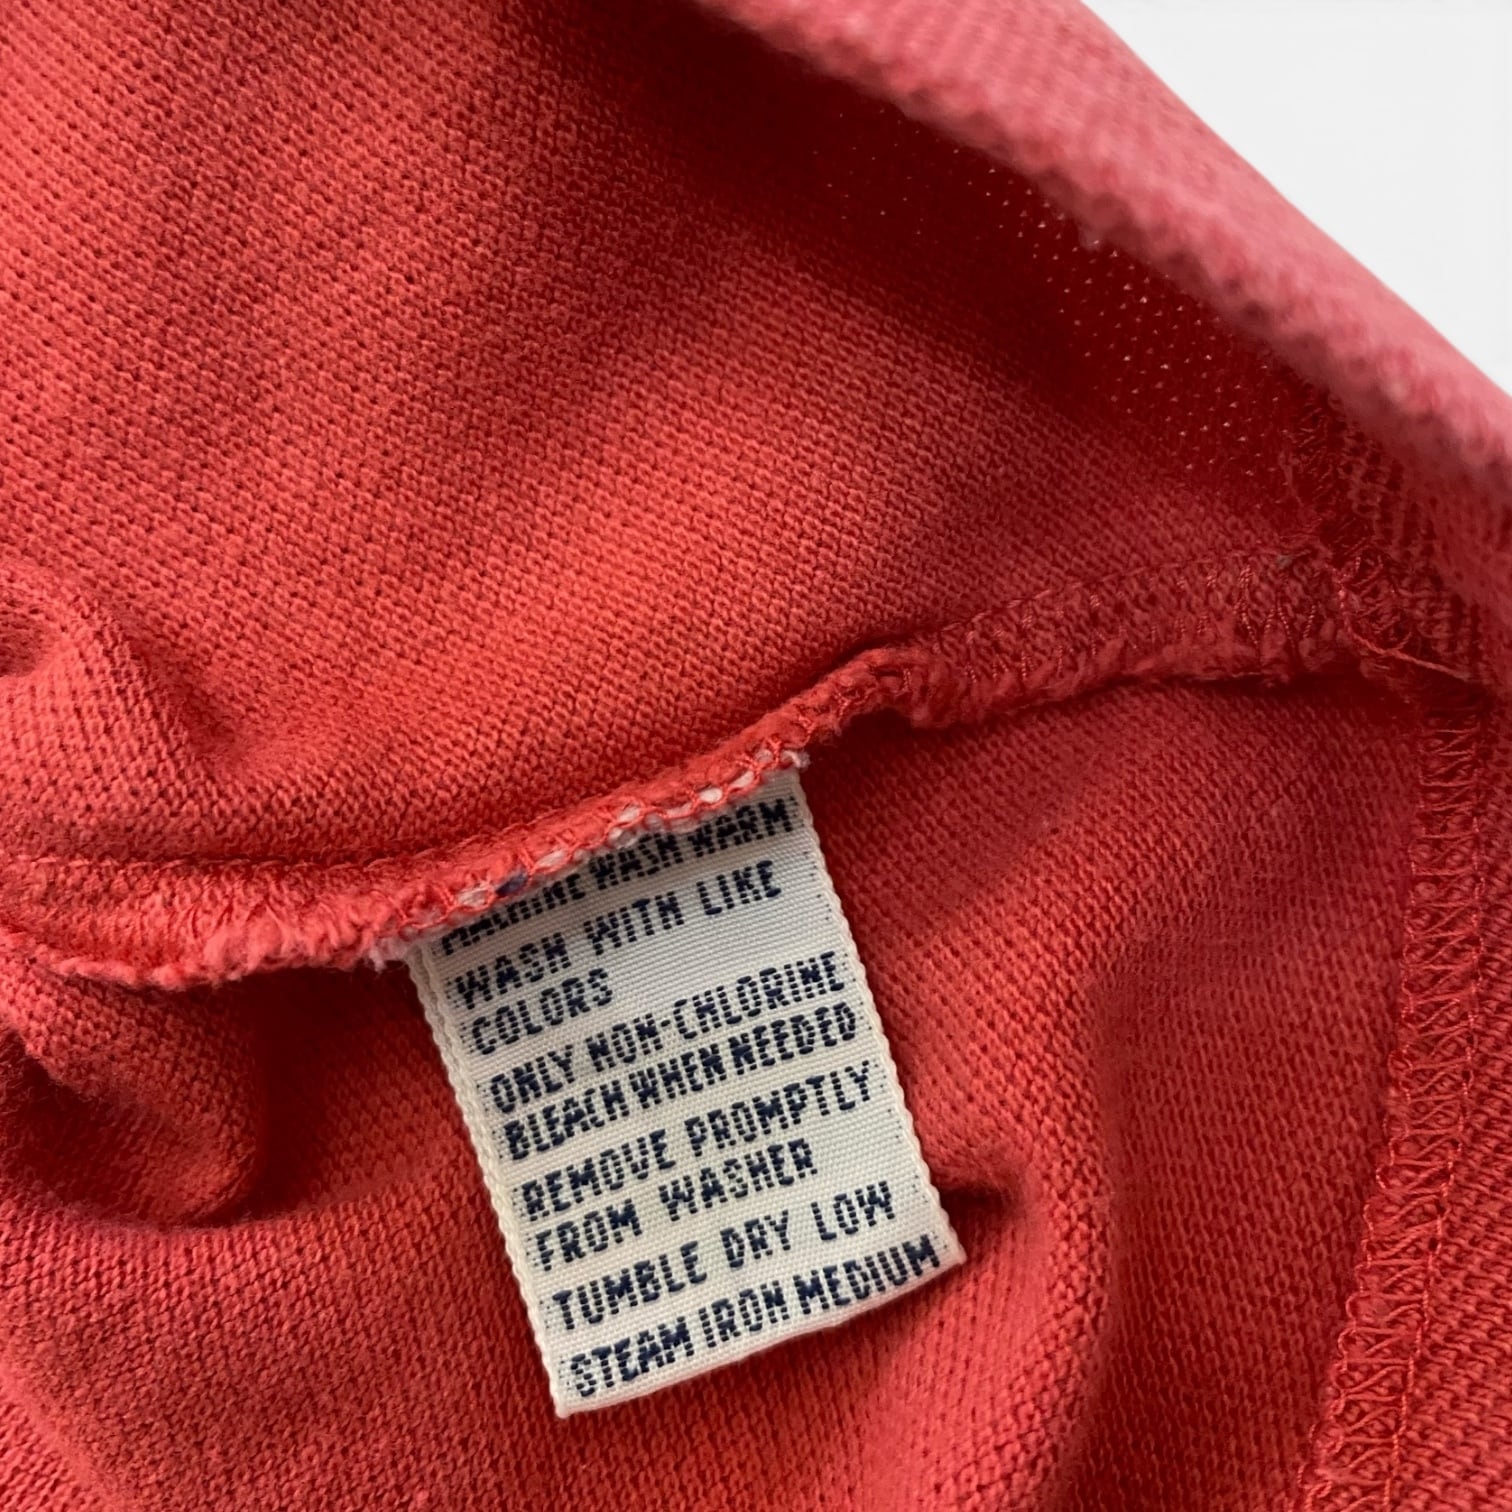 MACHINE WASH WARM
WASH WITH LIKE
COLORS
ONLY NON-CHLORINE
BLEACH WHEN NEEDED
REMOVE PROMPTLY
FROM WASHER
TUMBLE DRY LOW
STEAM IRON MEDIUM